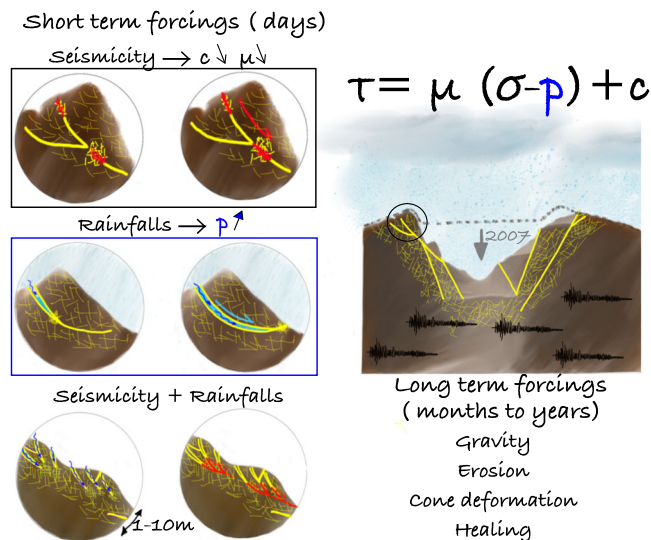 Short term forcings ( days)
Seismicity → c ↘ μ↘
Rainfalls → p ↗
Seismicity + Rainfalls
1-10m
τ= μ (σ-p)+c
2007
Long term forcings
( months to years)
Gravity
Erosion
Cone deformation
Healing